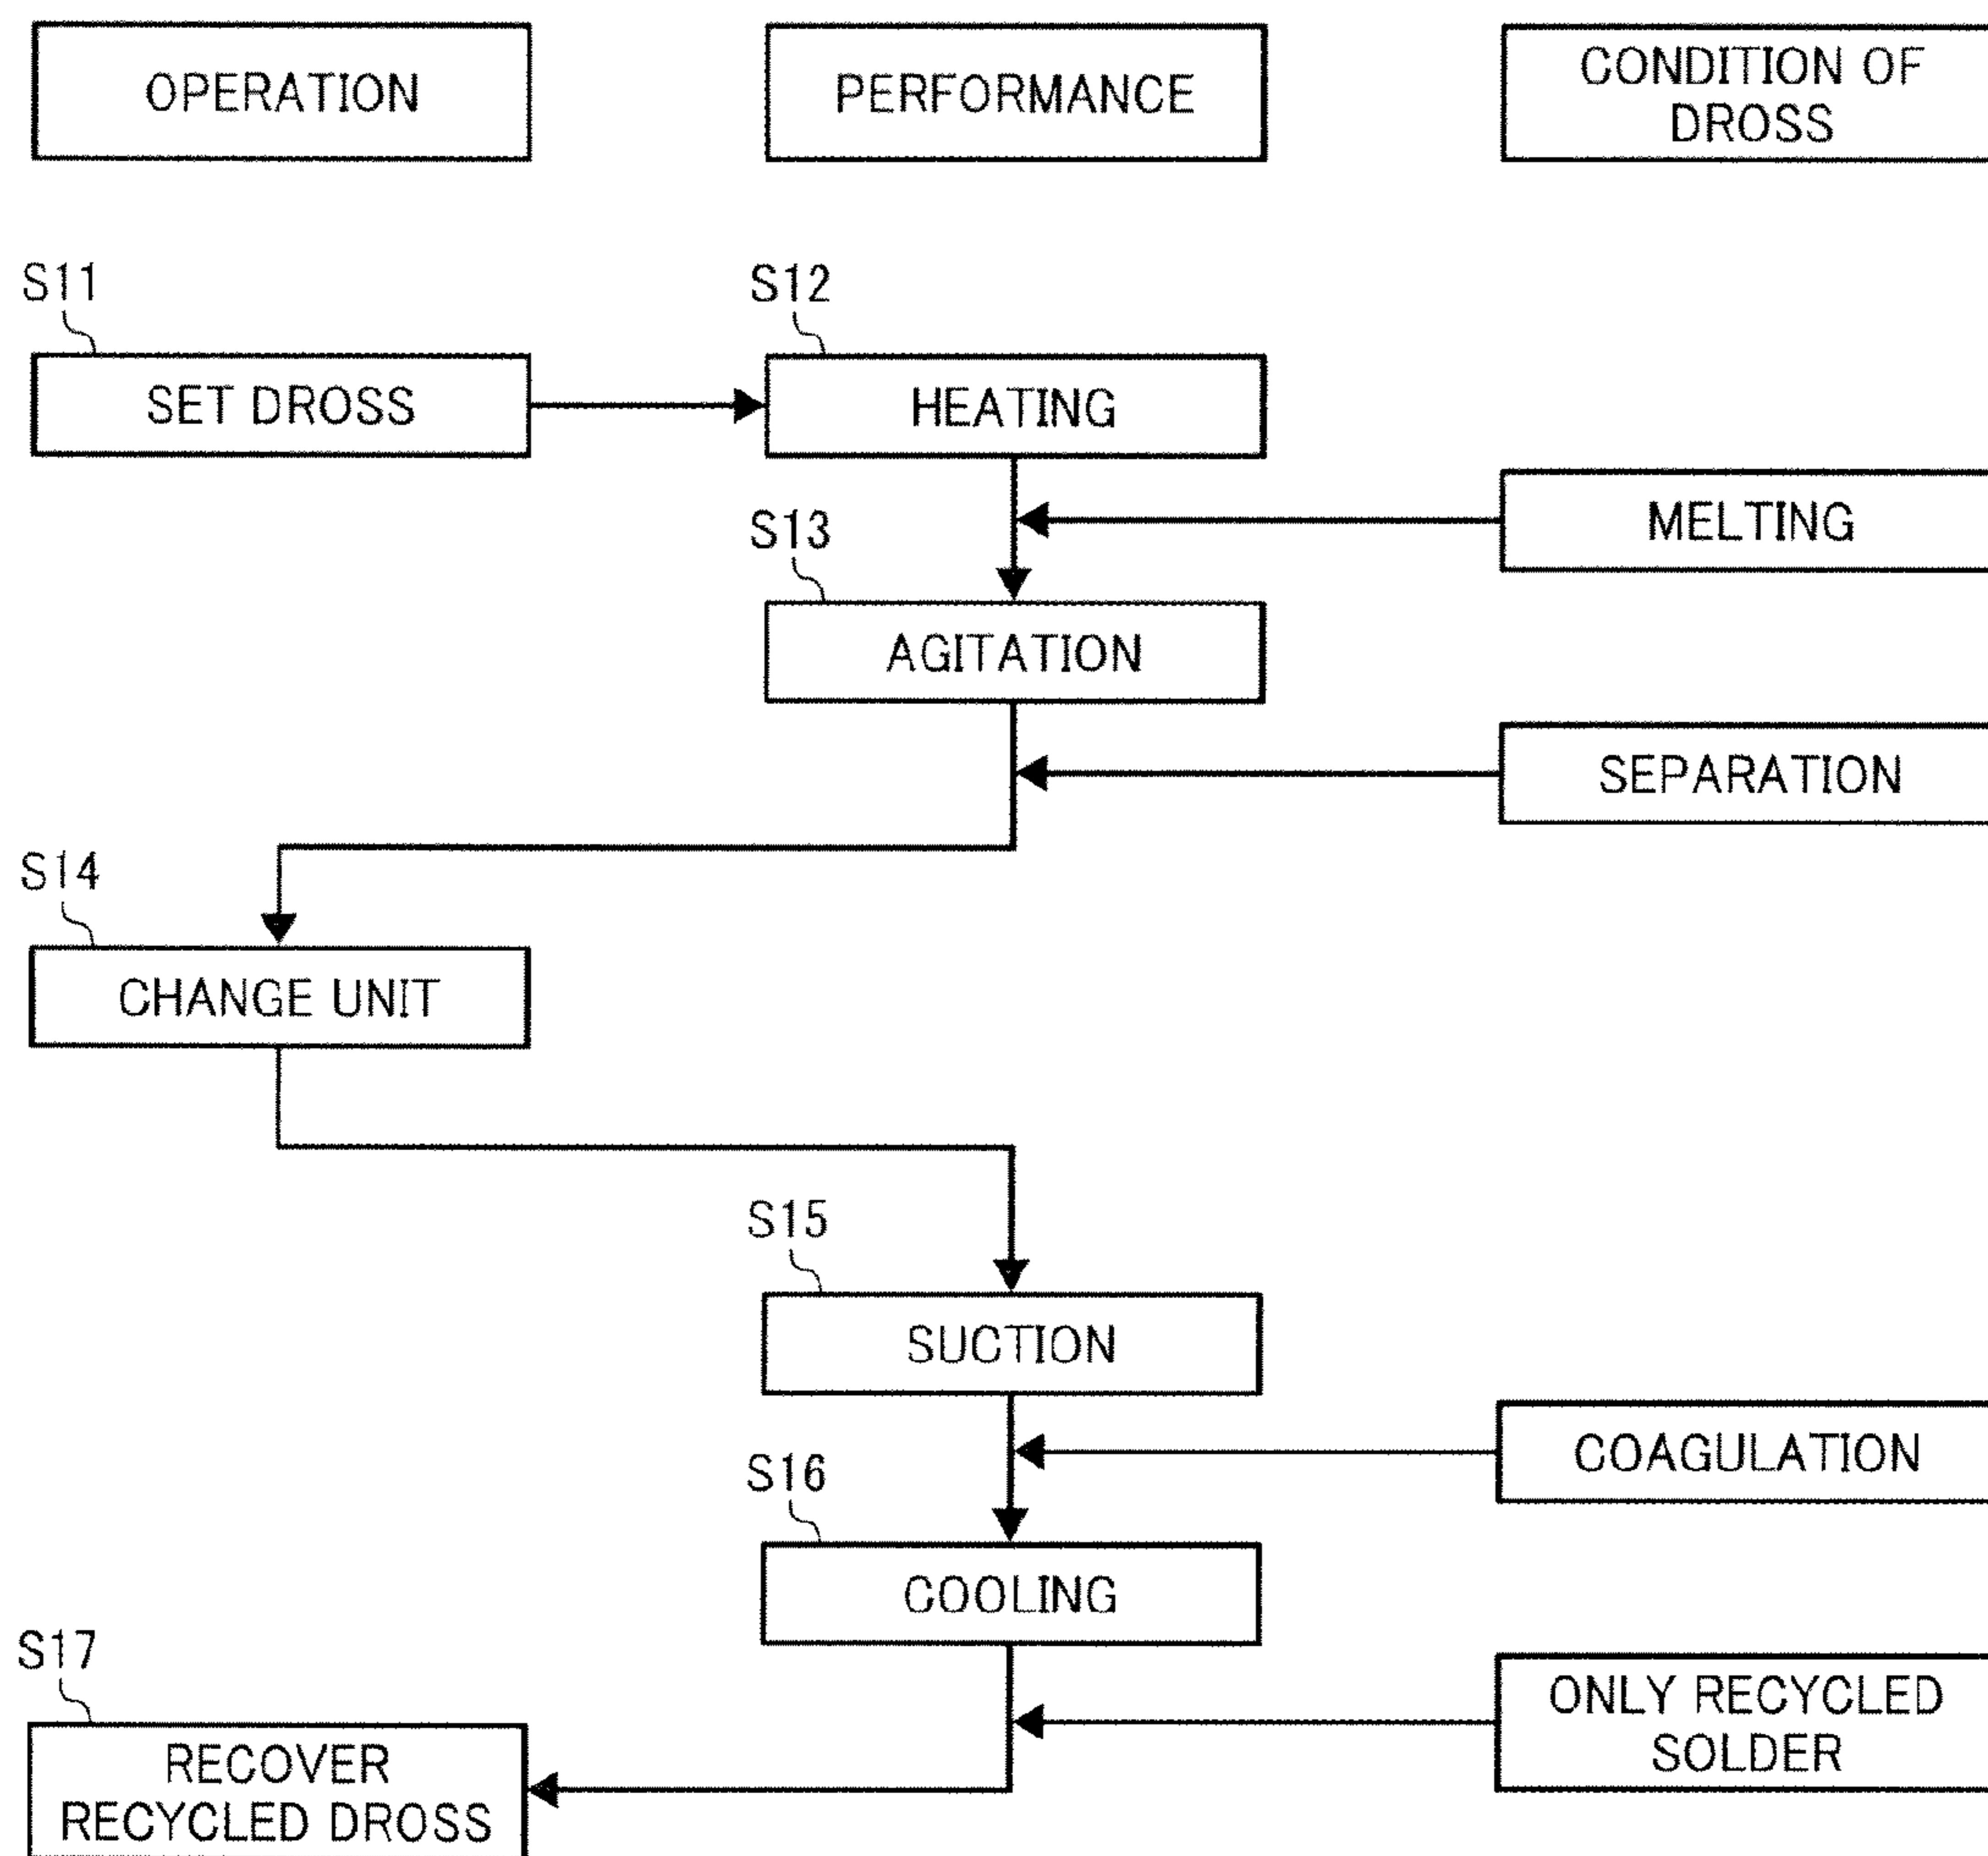 OPERATION
PERFORMANCE
CONDITION OF
DROSS
S11
S12
SET DROSS
HEATING
MELTING
S13
AGITATION
SEPARATION
S14
CHANGE UNIT
S15
SUCTION
COAGULATION
S16
COOLING
S17
ONLY RECYCLED
SOLDER
RECOVER
RECYCLED DROSS